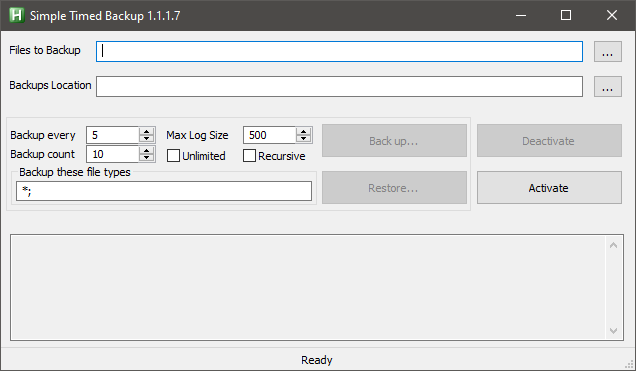 Simple Timed Backup 1.1.1.7
Files to Backup
...
Backups Location
...
Backup every 5 Max Log Size 500 Back up... Deactivate
Backup count 10 Unlimited Recursive
Backup these file types
*; Restore... Activate
Ready